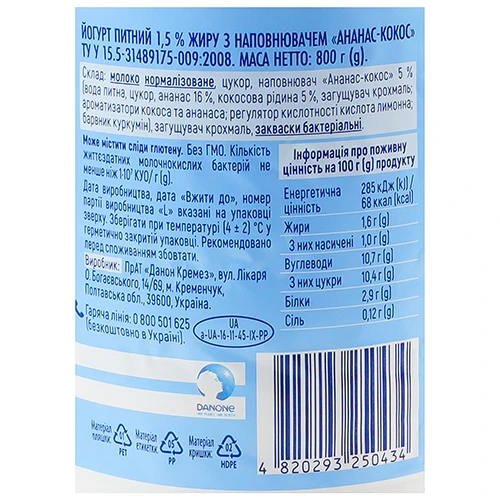 ЙОГУРТ ПИТНИЙ 1,5 % ЖИРУ З НАПОВНЮВАЧЕМ «АНАНАС-КОКОС»
ТУ У 15.5-31489175-009:2008. МАСА НЕТТО: 800 г (g).
Склад: молоко нормалізоване, цукор, наповнювач «Ананас-кокос» 5 %
(вода питна, цукор, ананас 16 %, кокосова рідина 5 %, загущувач крохмаль;
ароматизатори кокоса та ананаса; регулятор кислотності кислота лимонна;
барвник куркумін), загущувач крохмаль, закваски бактеріальні.
Може містити сліди глютену. Без ГМО. Кількість
життєздатних молочнокислих бактерій не
менше ніж 1·10⁷ КУО / г (g).
Дата виробництва, дата «Вжити до», номер
партії виробництва «L» вказані на упаковці
зверху. Зберігати при температурі (4 ± 2) °С у
герметично закритій упаковці. Рекомендовано
перед споживанням збовтати.
Виробник: ПрАТ «Данон Кремез», вул. Лікаря
О. Богаєвського, 14/69, м. Кременчук,
Полтавська обл., 39600, Україна.
Гаряча лінія: 0 800 501 625
(безкоштовно в Україні).
Інформація про поживну
цінність на 100 г (g) продукту
Енергетична цінність 285 кДж (kJ) / 68 ккал (kcal)
Жири 1,6 г (g)
З них насичені 1,0 г (g)
Вуглеводи 10,7 г (g)
З них цукри 10,4 г (g)
Білки 2,9 г (g)
Сіль 0,12 г (g)
UA
a-UA-16-11-45-IX-PP
DANONE
ONE PLANET. ONE HEALTH
Матеріал пляшки: 01 PET
Матеріал етикетки: 05 PP
Матеріал кришки: 02 HDPE
4 820293 250434